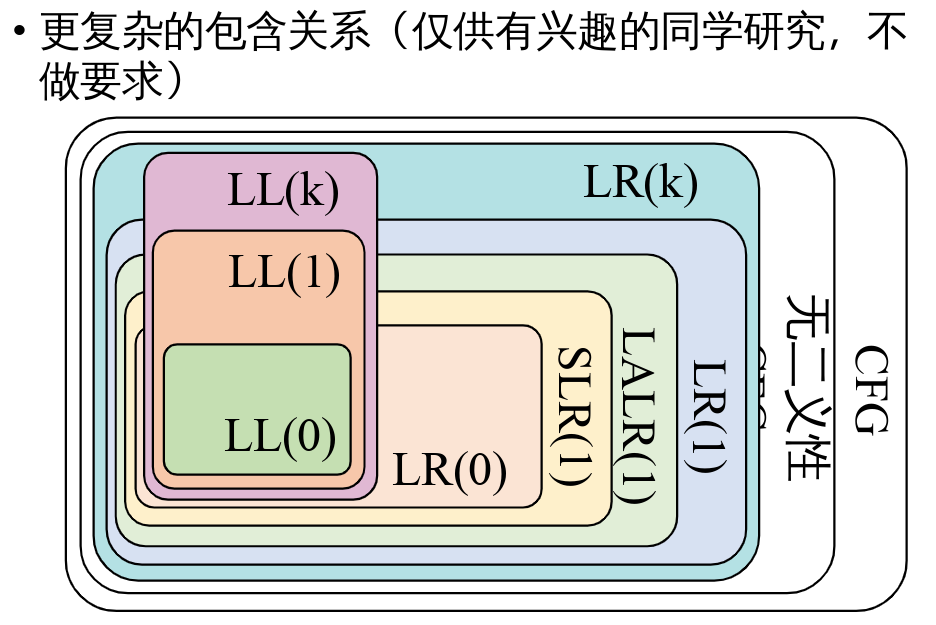 • 更复杂的包含关系（仅供有兴趣的同学研究，不
做要求）
LL(k)
LR(k)
LL(1)
LL(0)
LR(0)
SLR(1)
LALR(1)
LR(1)
无二义性
CFG
CFG